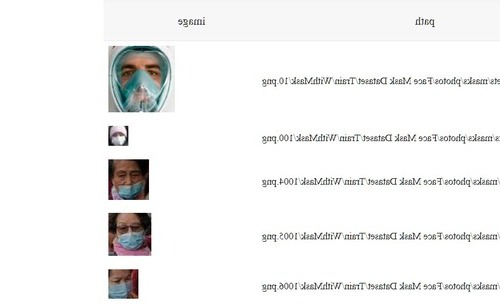 path image
ets/masks/photos/Face Mask Dataset/Train/WithMask/10.png
s/masks/photos/Face Mask Dataset/Train/WithMask/100.png
s/masks/photos/Face Mask Dataset/Train/WithMask/1004.png
s/masks/photos/Face Mask Dataset/Train/WithMask/1005.png
s/masks/photos/Face Mask Dataset/Train/WithMask/1006.png